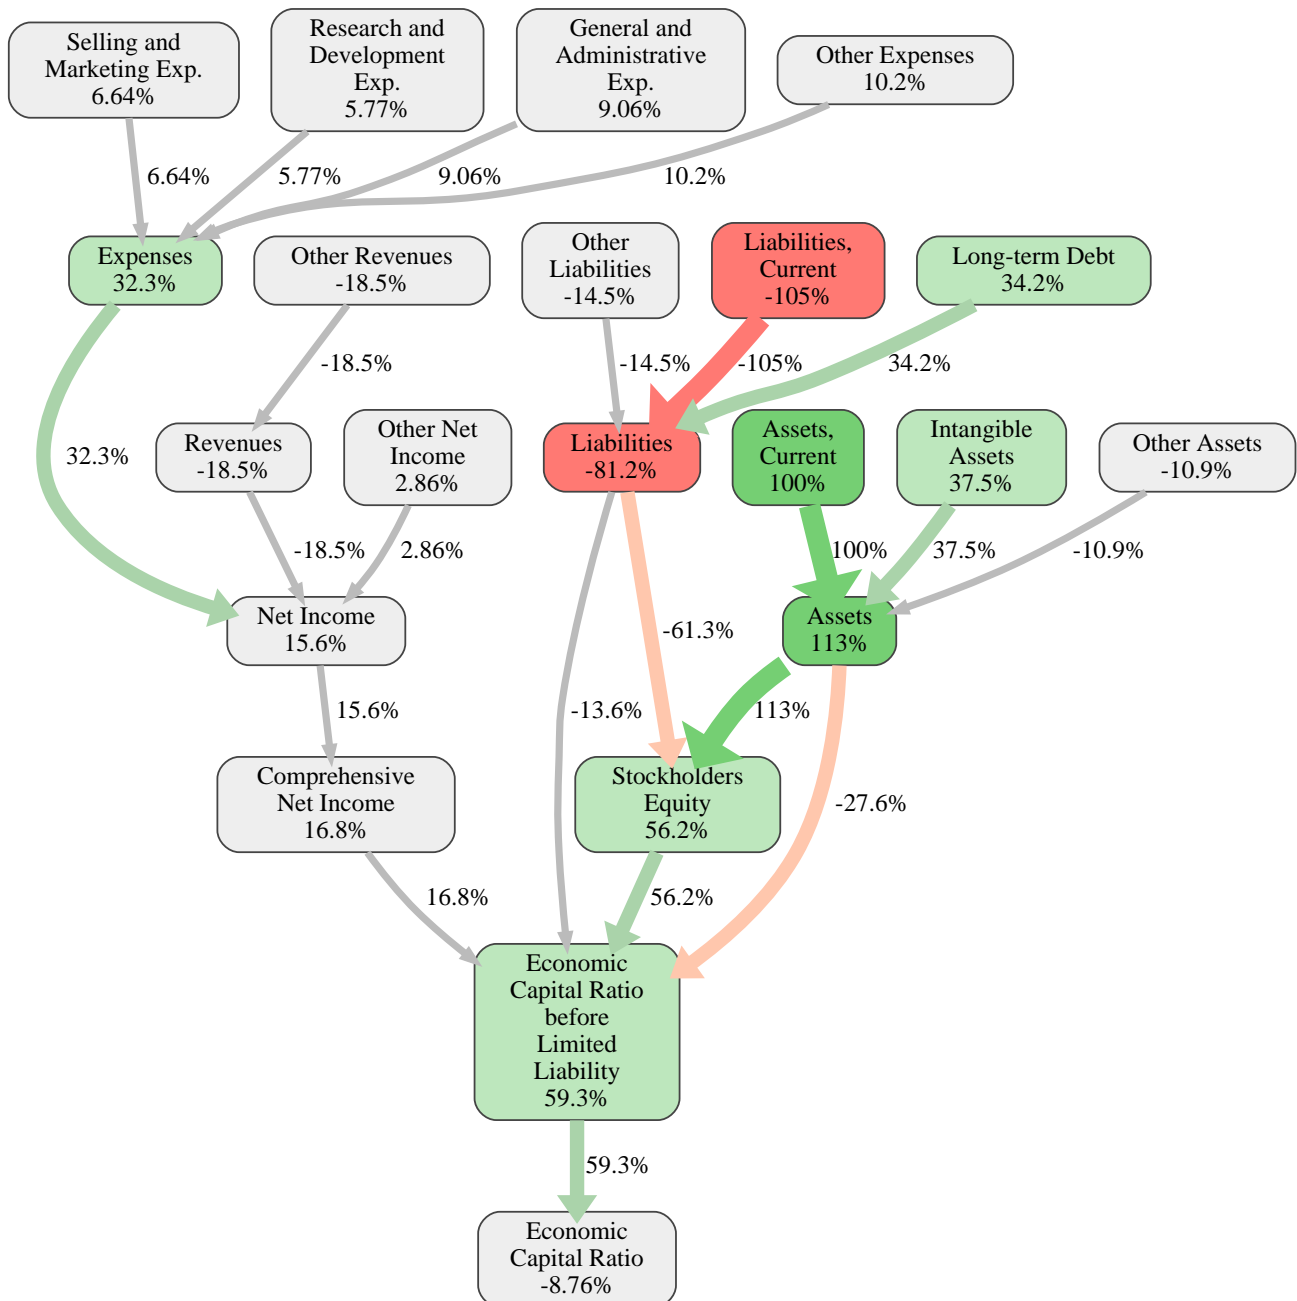 Selling and
Marketing Exp.
6.64%
Research and
Development
Exp.
5.77%
General and
Administrative
Exp.
9.06%
Other Expenses
10.2%
6.64%
5.77%
9.06%
10.2%
Expenses
32.3%
Other Revenues
-18.5%
Other
Liabilities
-14.5%
Liabilities,
Current
-105%
Long-term Debt
34.2%
-18.5%
-14.5%
-105%
34.2%
32.3%
Revenues
-18.5%
Other Net
Income
2.86%
Liabilities
-81.2%
Assets,
Current
100%
Intangible
Assets
37.5%
Other Assets
-10.9%
-18.5%
2.86%
100%
37.5%
-10.9%
Net Income
15.6%
-61.3%
Assets
113%
15.6%
-13.6%
113%
Comprehensive
Net Income
16.8%
Stockholders
Equity
56.2%
-27.6%
16.8%
56.2%
Economic
Capital Ratio
before
Limited
Liability
59.3%
59.3%
Economic
Capital Ratio
-8.76%